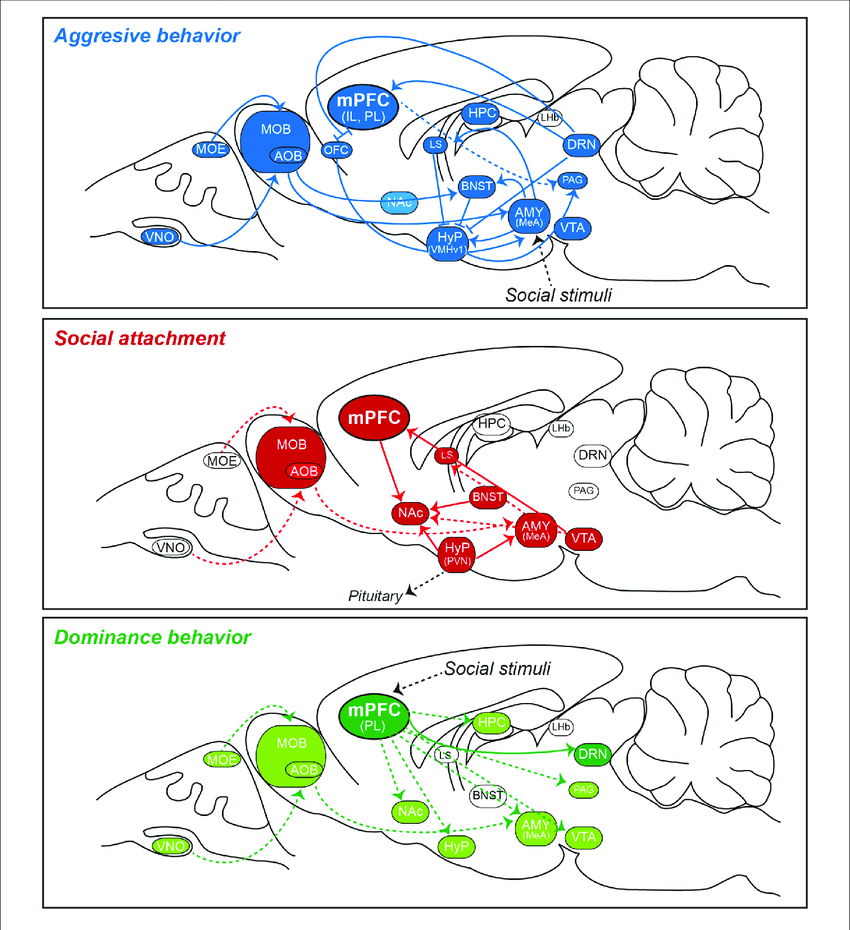 Aggresive behavior
mPFC
(IL, PL)
HPC
LHb
MOB
MOE
AOB
OFC
LS
DRN
PAG
BNST
NAc
AMY
(MeA)
VTA
VNO
HyP
(VMHv1)
Social stimuli
Social attachment
mPFC
HPC
LHb
MOB
MOE
AOB
LS
DRN
PAG
BNST
NAc
AMY
(MeA)
VTA
VNO
HyP
(PVN)
Pituitary
Dominance behavior
Social stimuli
mPFC
(PL)
HPC
LHb
MOB
MOE
AOB
LS
DRN
PAG
BNST
NAc
AMY
(MeA)
VTA
VNO
HyP